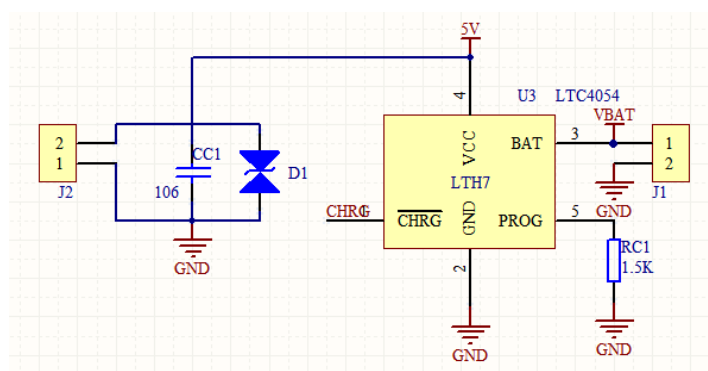 5V
4
U3 LTC4054
VBAT
2
1
J2
CC1
106
D1
VCC
BAT
3
1
2
J1
LTH7
GND
CHRG
1
CHRG
GND
PROG
5
RC1
1.5K
GND
2
GND
GND